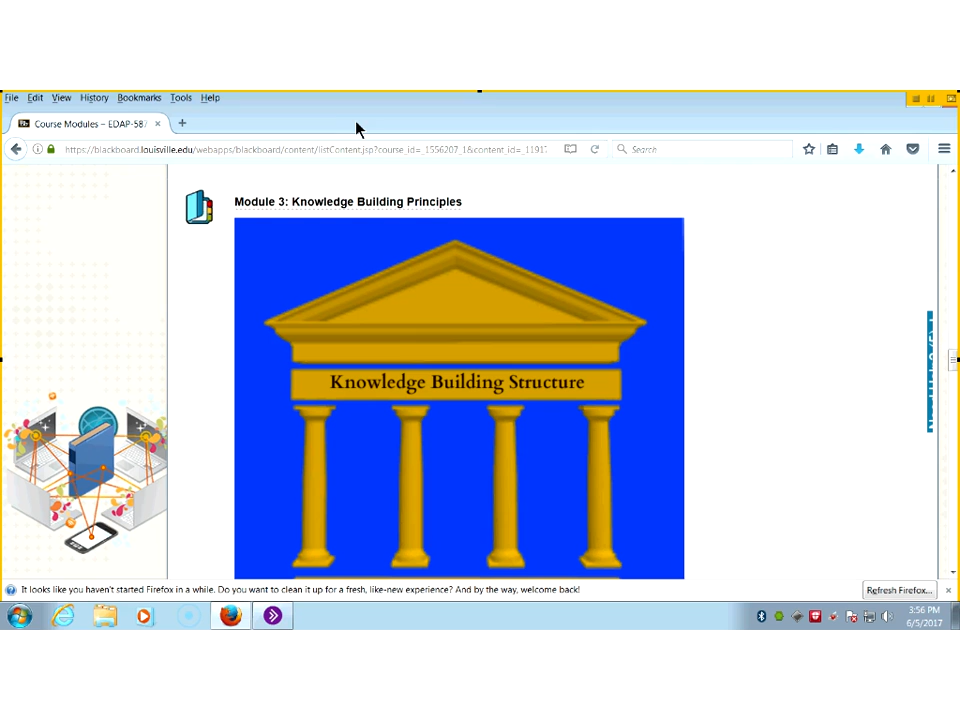 File Edit View History Bookmarks Tools Help
Course Modules – EDAP-587
https://blackboard.louisville.edu/webapps/blackboard/content/listContent.jsp?course_id=_1556207_1&content_id=_11917
Search
Module 3: Knowledge Building Principles
Knowledge Building Structure
It looks like you haven't started Firefox in a while. Do you want to clean it up for a fresh, like-new experience? And by the way, welcome back!
Refresh Firefox...
3:56 PM
6/5/2017